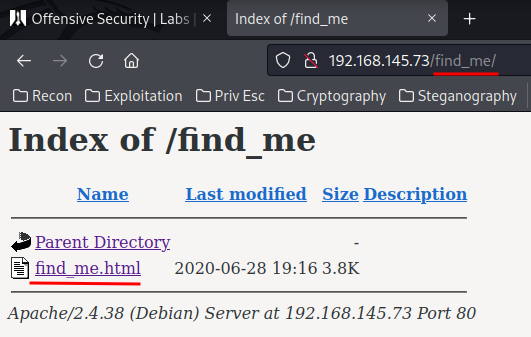 Offensive Security | Labs
Index of /find_me
192.168.145.73/find_me/
Recon
Exploitation
Priv Esc
Cryptography
Steganography
Index of /find_me
Name Last modified Size Description
Parent Directory -
find_me.html 2020-06-28 19:16 3.8K
Apache/2.4.38 (Debian) Server at 192.168.145.73 Port 80